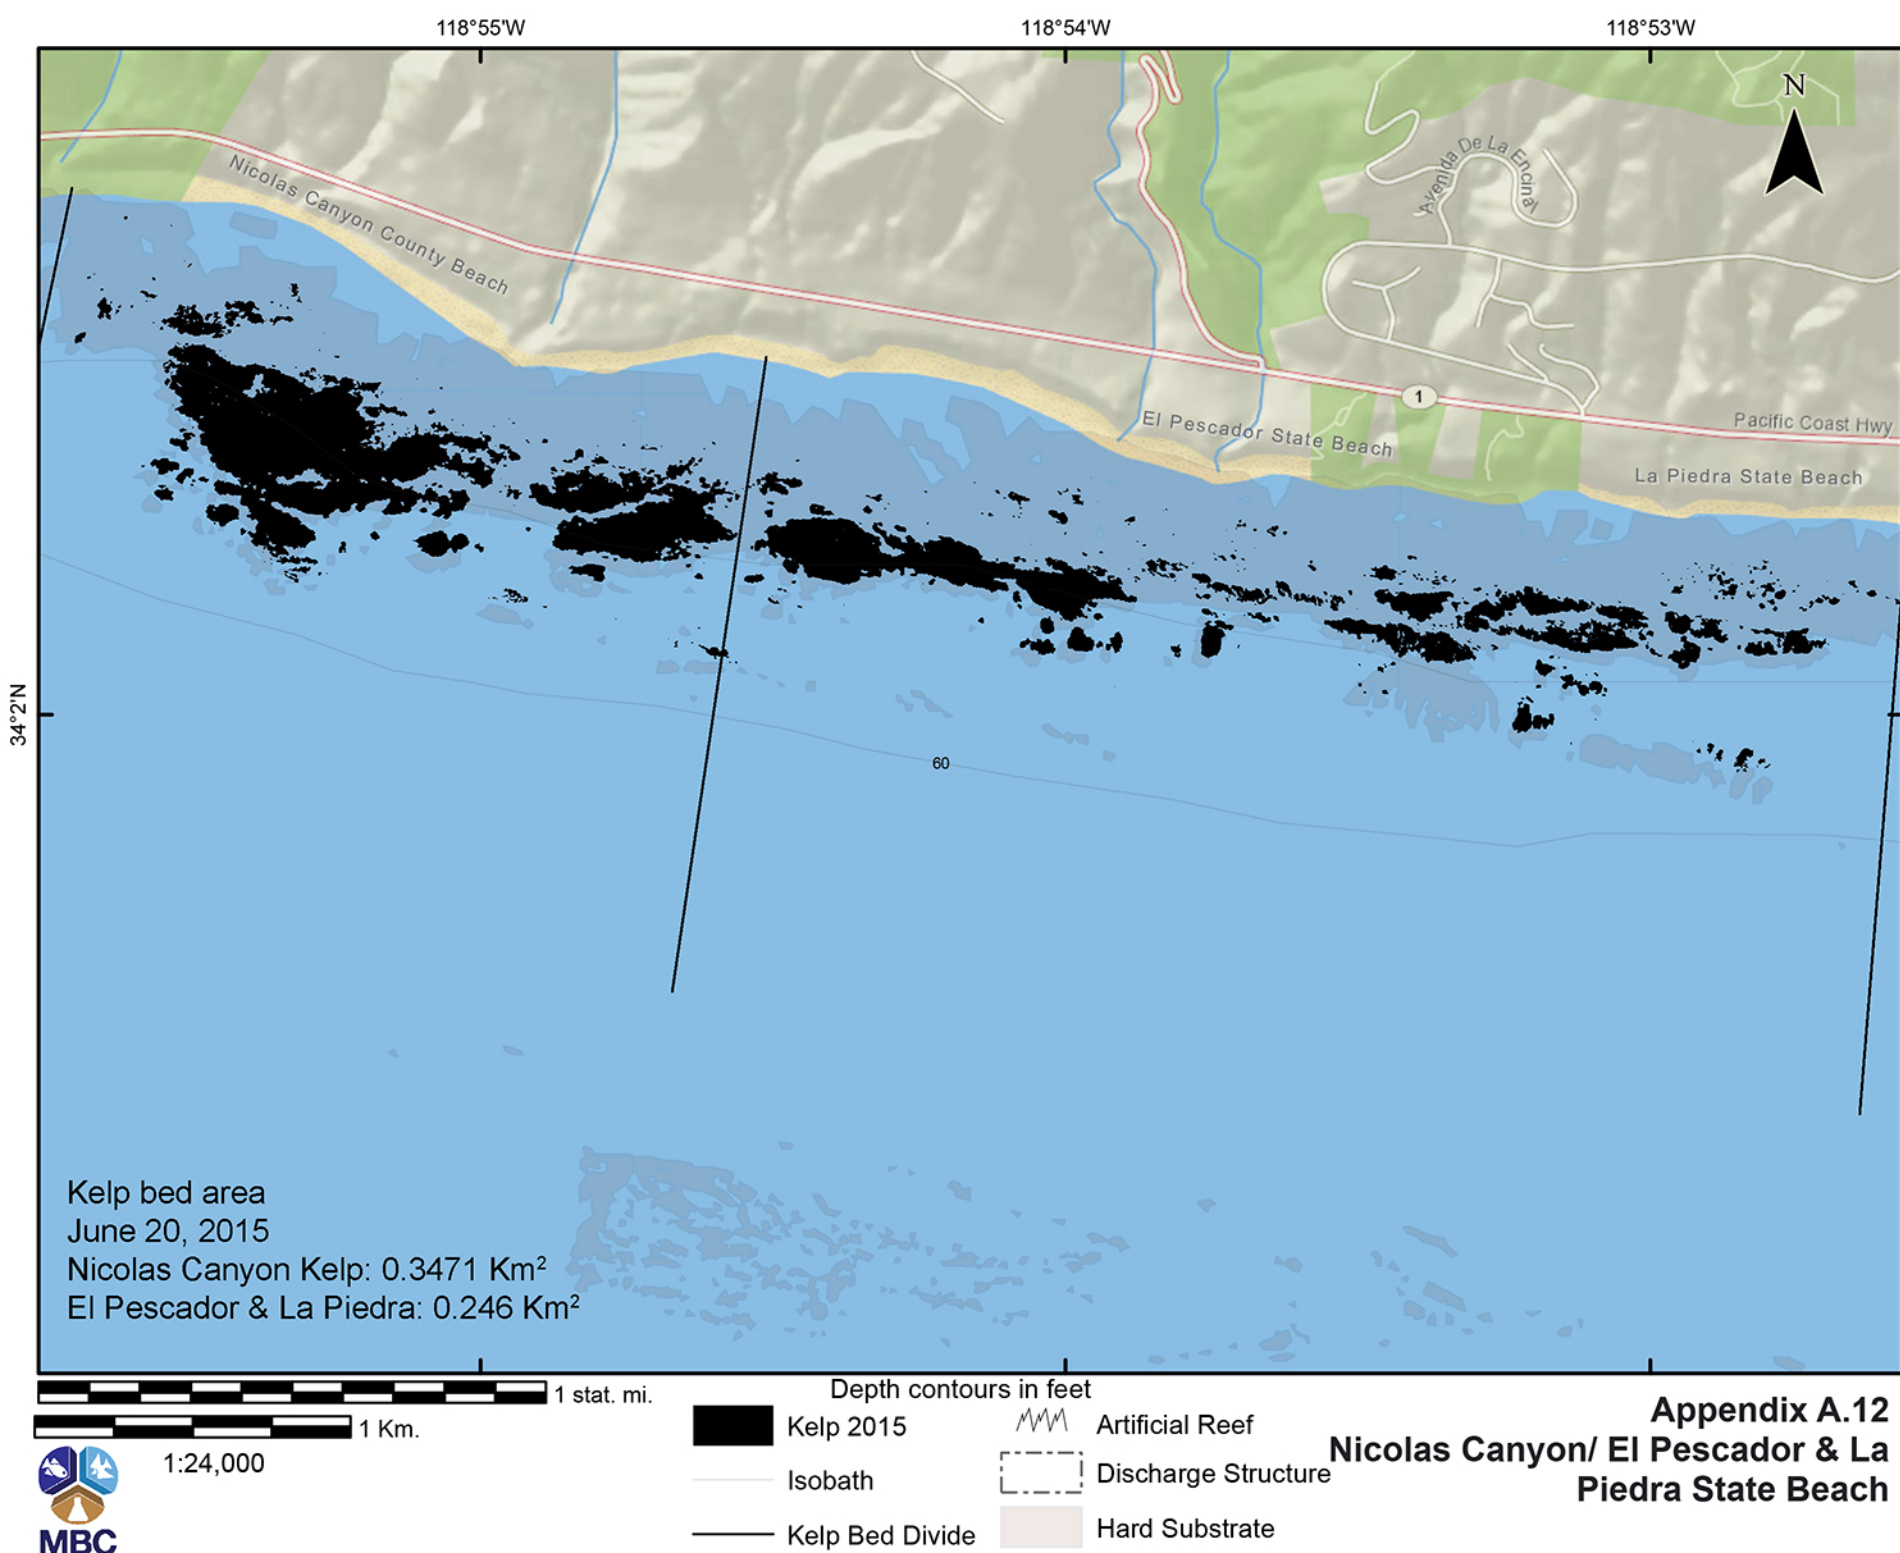 118°55'W
118°54'W
118°53'W
N
Nicolas Canyon County Beach
Avenida De La Encinal
1
El Pescador State Beach
Pacific Coast Hwy
La Piedra State Beach
34°2'N
60
Kelp bed area
June 20, 2015
Nicolas Canyon Kelp: 0.3471 Km²
El Pescador & La Piedra: 0.246 Km²
1 stat. mi.
1 Km.
1:24,000
MBC
Depth contours in feet
Kelp 2015
Isobath
Kelp Bed Divide
Artificial Reef
Discharge Structure
Hard Substrate
Appendix A.12
Nicolas Canyon/ El Pescador & La
Piedra State Beach